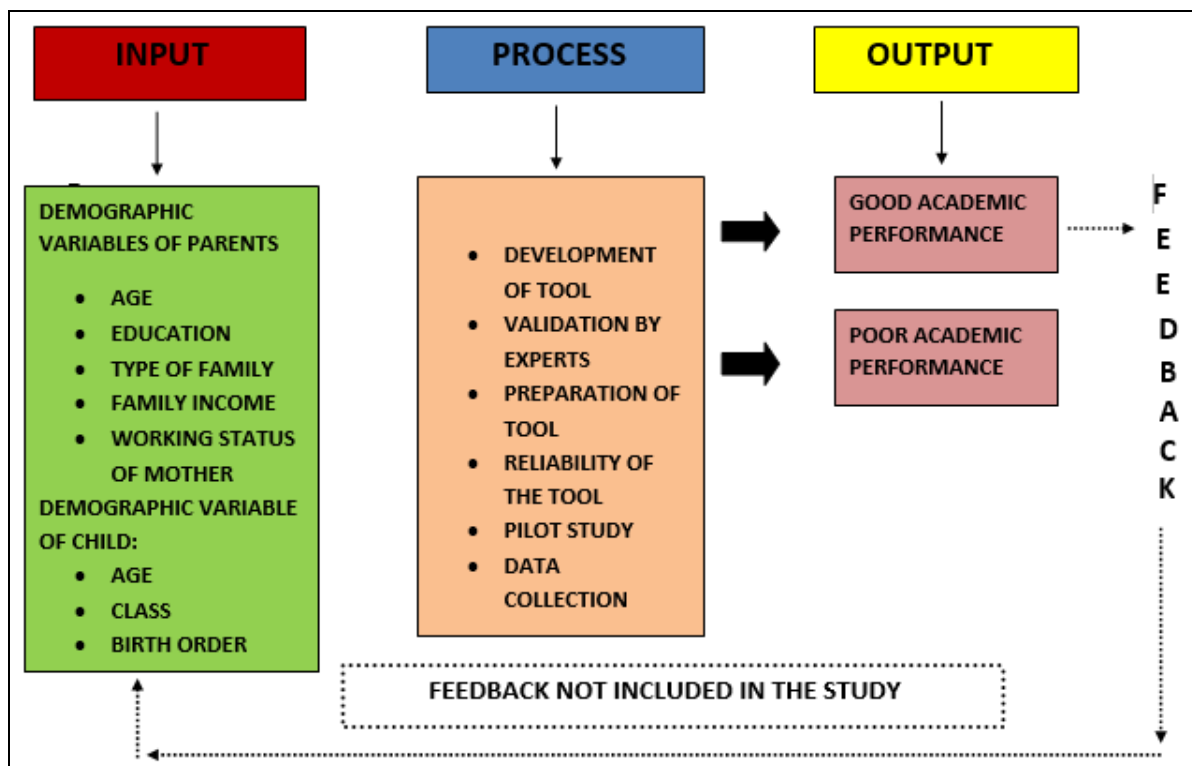 INPUT
PROCESS
OUTPUT
DEMOGRAPHIC
VARIABLES OF PARENTS
• AGE
• EDUCATION
• TYPE OF FAMILY
• FAMILY INCOME
• WORKING STATUS
OF MOTHER
DEMOGRAPHIC VARIABLE
OF CHILD:
• AGE
• CLASS
• BIRTH ORDER
• DEVELOPMENT
OF TOOL
• VALIDATION BY
EXPERTS
• PREPARATION OF
TOOL
• RELIABILITY OF
THE TOOL
• PILOT STUDY
• DATA
COLLECTION
GOOD ACADEMIC
PERFORMANCE
POOR ACADEMIC
PERFORMANCE
F
E
E
D
B
A
C
K
FEEDBACK NOT INCLUDED IN THE STUDY